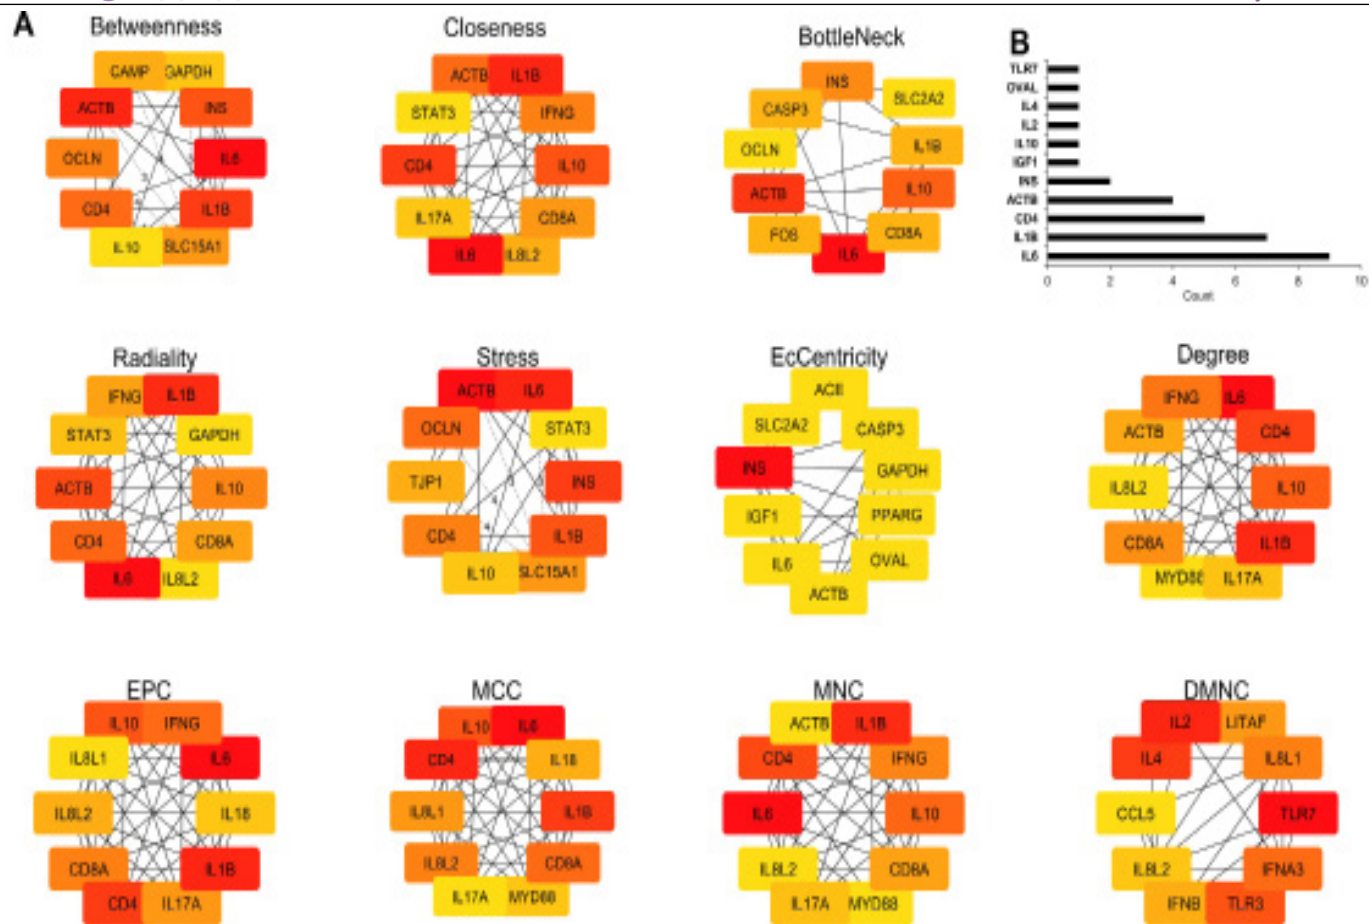 A
Betweenness
CAMP
GAPDH
ACTB
INS
OCLN
IL6
CD4
IL1B
IL10
SLC15A1
Closeness
ACTB
IL1B
STAT3
IFNG
CD4
IL10
IL17A
CD8A
IL6
IL8L2
BottleNeck
INS
CASP3
SLC2A2
OCLN
IL1B
ACTB
IL10
FOS
CD8A
IL6
B
TLR7
OVAL
IL4
IL2
IL10
IGF1
INS
ACTB
CD4
IL1B
IL6
0 2 4 6 8 10
Count
Radiality
IFNG
IL1B
STAT3
GAPDH
ACTB
IL10
CD4
CD8A
IL6
IL8L2
Stress
ACTB
IL6
OCLN
STAT3
TJP1
INS
CD4
IL1B
IL10
SLC15A1
EcCentricity
SLC2A2
CASP3
INS
GAPDH
IGF1
PPARG
IL6
OVAL
ACTB
Degree
IFNG
IL6
ACTB
CD4
IL8L2
IL10
CD8A
IL1B
MYD88
IL17A
EPC
IL10
IFNG
IL8L1
IL6
IL8L2
IL18
CD8A
IL1B
CD4
IL17A
MCC
IL10
IL6
CD4
IL18
IL8L1
IL1B
IL8L2
CD8A
IL17A
MYD88
MNC
ACTB
IL1B
CD4
IFNG
IL6
IL10
IL8L2
CD8A
IL17A
MYD88
DMNC
IL2
LITAF
IL4
IL8L1
CCL5
TLR7
IL8L2
IFNA3
IFNB
TLR3